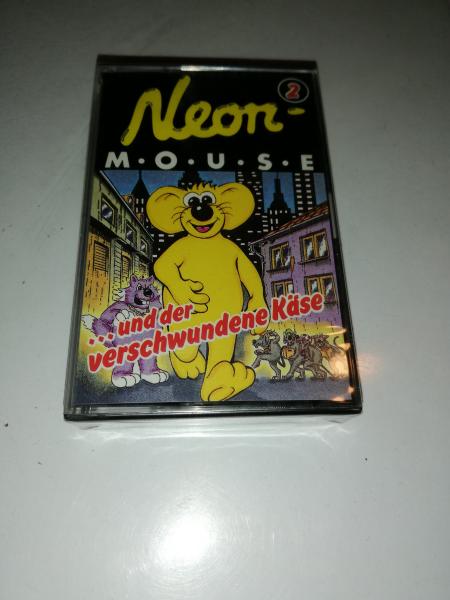 Neon-
2
M·O·U·S·E
...und der
verschwundene Käse